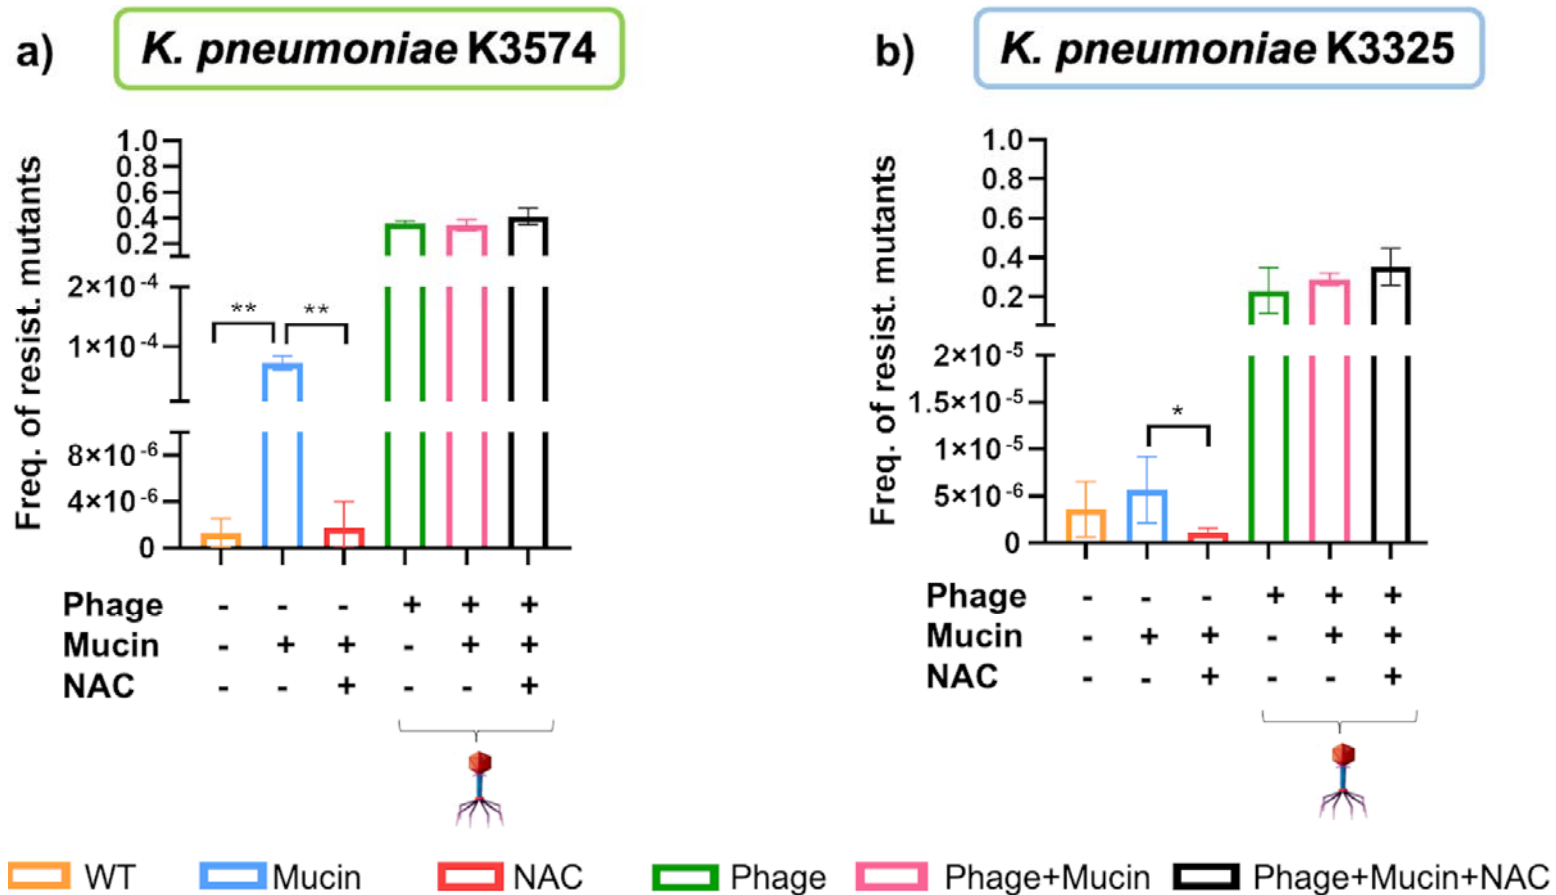 a)
K. pneumoniae K3574
Freq. of resist. mutants
1.0
0.8
0.6
0.4
0.2
2×10-4
1×10-4
8×10-6
4×10-6
0
** **
Phage - - - + + +
Mucin - + + - + +
NAC - - + - - +
b)
K. pneumoniae K3325
Freq. of resist. mutants
1.0
0.8
0.6
0.4
0.2
2×10-5
1.5×10-5
1×10-5
5×10-6
0
*
Phage - - - + + +
Mucin - + + - + +
NAC - - + - - +
WT Mucin NAC Phage Phage+Mucin Phage+Mucin+NAC